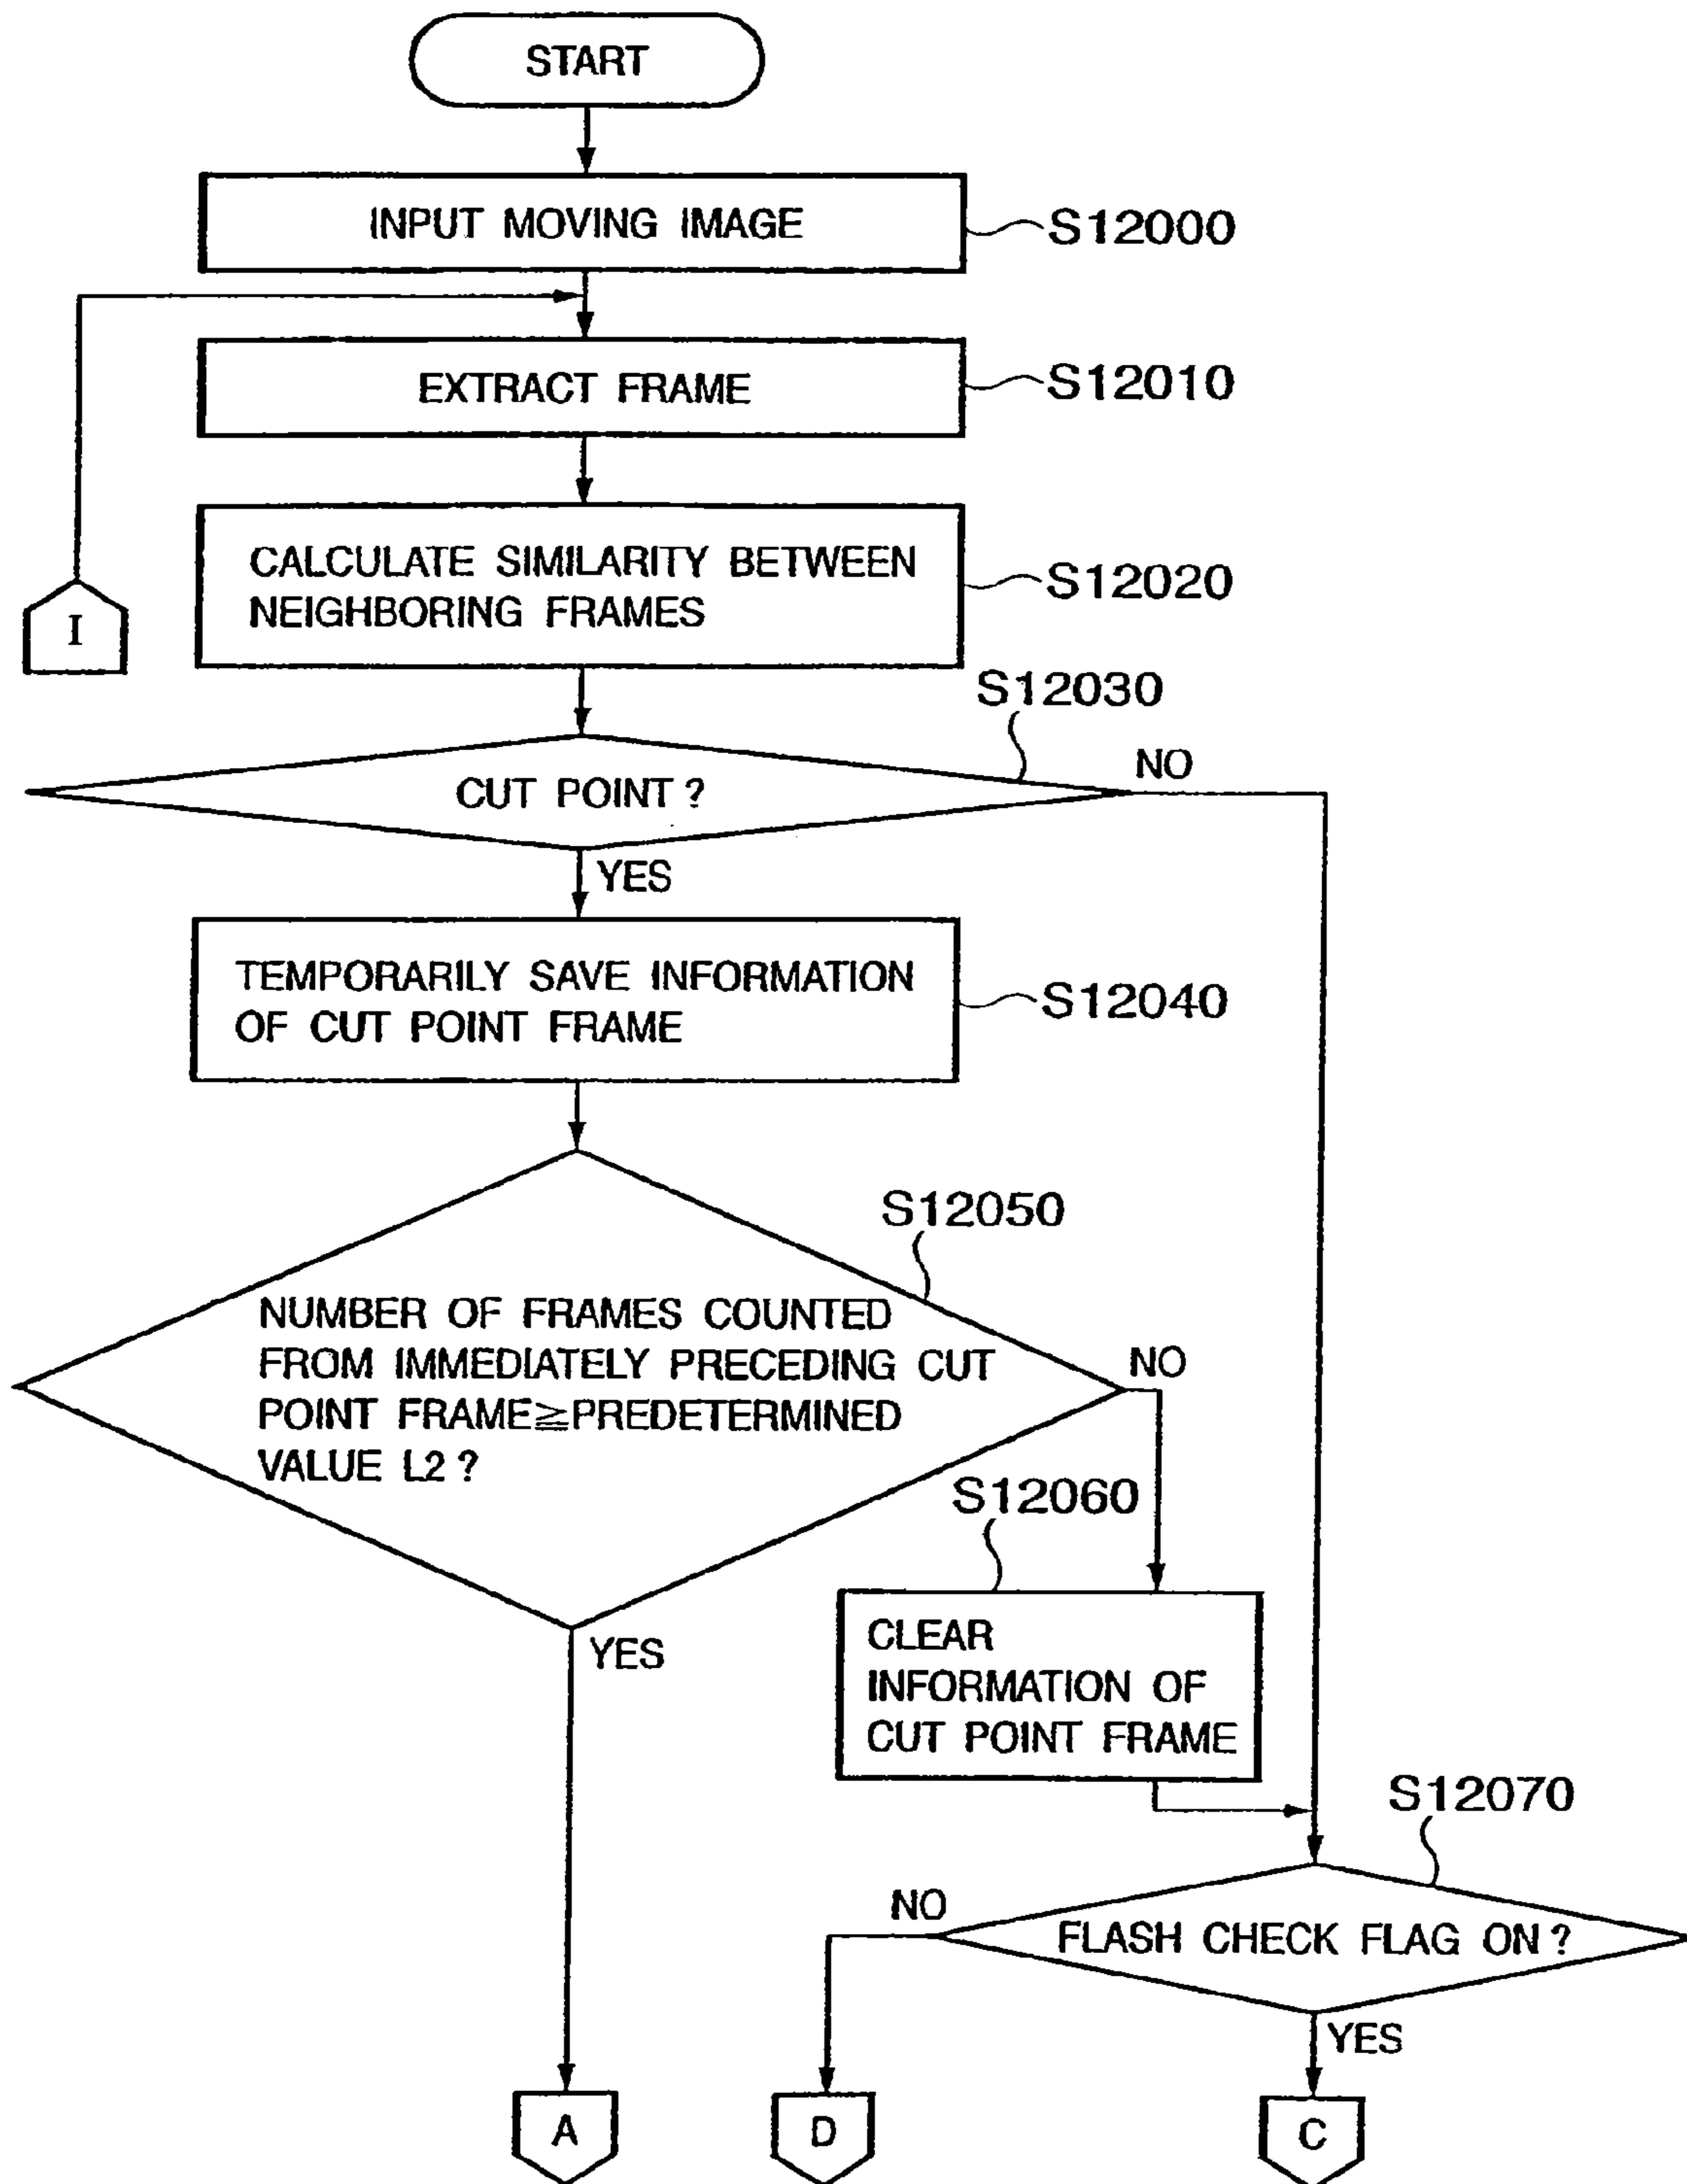 START
INPUT MOVING IMAGE
S12000
EXTRACT FRAME
S12010
CALCULATE SIMILARITY BETWEEN
NEIGHBORING FRAMES
S12020
I
S12030
CUT POINT ?
NO
YES
TEMPORARILY SAVE INFORMATION
OF CUT POINT FRAME
S12040
S12050
NUMBER OF FRAMES COUNTED
FROM IMMEDIATELY PRECEDING CUT
POINT FRAME≧PREDETERMINED
VALUE L2 ?
NO
YES
S12060
CLEAR
INFORMATION OF
CUT POINT FRAME
S12070
FLASH CHECK FLAG ON ?
NO
YES
A
D
C